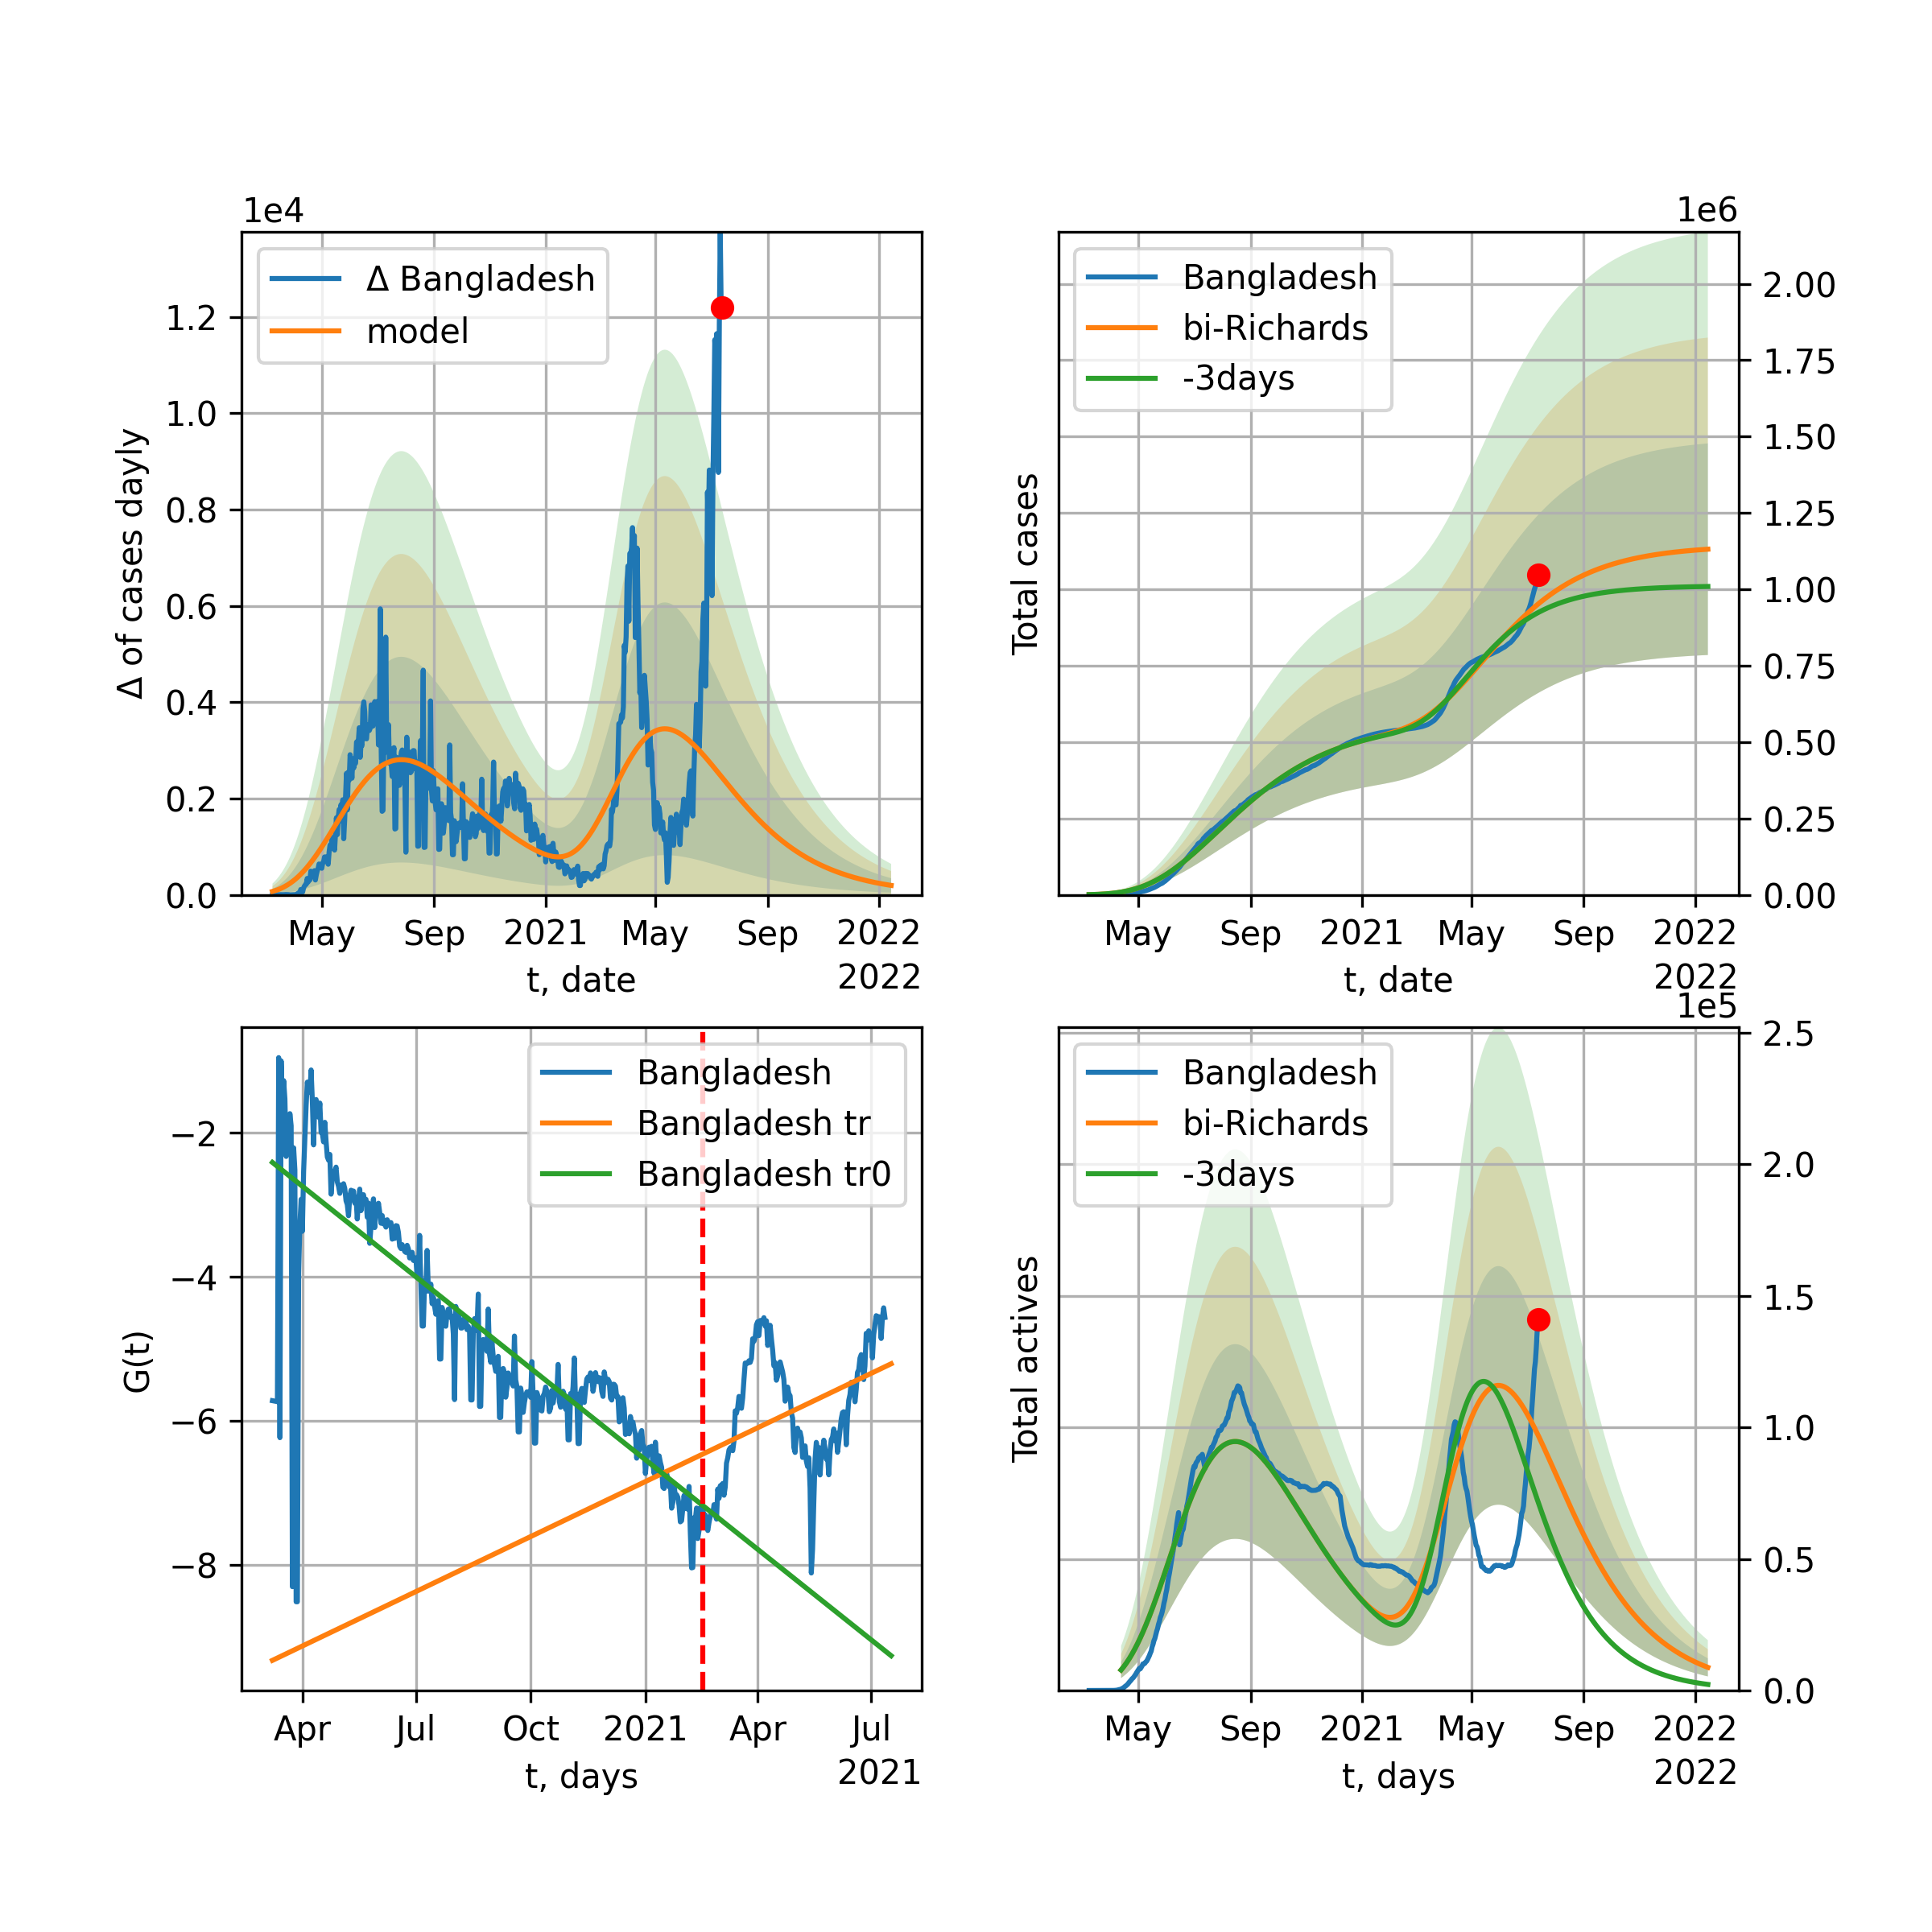 1e4
Δ Bangladesh
model
1.2
1.0
0.8
0.6
0.4
0.2
0.0
Δ of cases dayly
May Sep 2021 May Sep 2022
t, date
2022
1e6
Bangladesh
bi-Richards
-3days
2.00
1.75
1.50
1.25
1.00
0.75
0.50
0.25
0.00
Total cases
May Sep 2021 May Sep 2022
t, date
2022
Bangladesh
Bangladesh tr
Bangladesh tr0
−2
−4
−6
−8
G(t)
Apr Jul Oct 2021 Apr Jul
t, days
2021
1e5
Bangladesh
bi-Richards
-3days
2.5
2.0
1.5
1.0
0.5
0.0
Total actives
May Sep 2021 May Sep 2022
t, days
2022